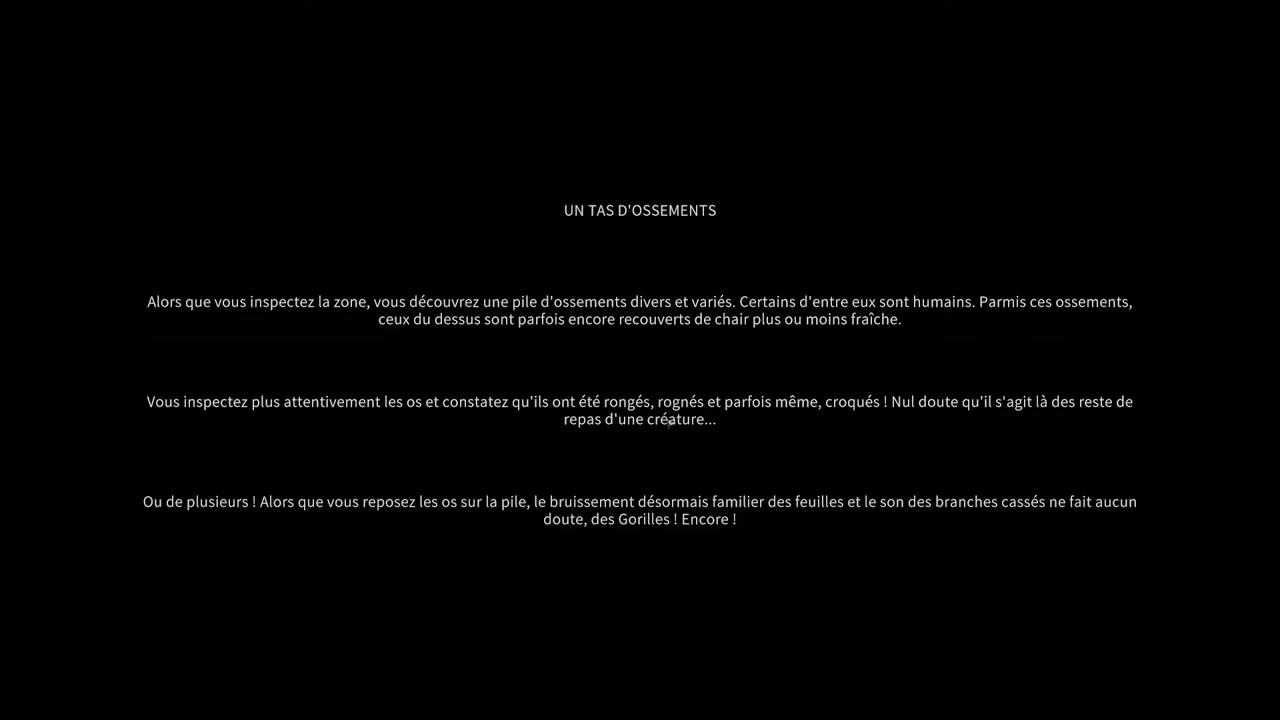 UN TAS D'OSSEMENTS
Alors que vous inspectez la zone, vous découvrez une pile d'ossements divers et variés. Certains d'entre eux sont humains. Parmis ces ossements,
ceux du dessus sont parfois encore recouverts de chair plus ou moins fraîche.
Vous inspectez plus attentivement les os et constatez qu'ils ont été rongés, rognés et parfois même, croqués ! Nul doute qu'il s'agit là des reste de
repas d'une créature...
Ou de plusieurs ! Alors que vous reposez les os sur la pile, le bruissement désormais familier des feuilles et le son des branches cassés ne fait aucun
doute, des Gorilles ! Encore !